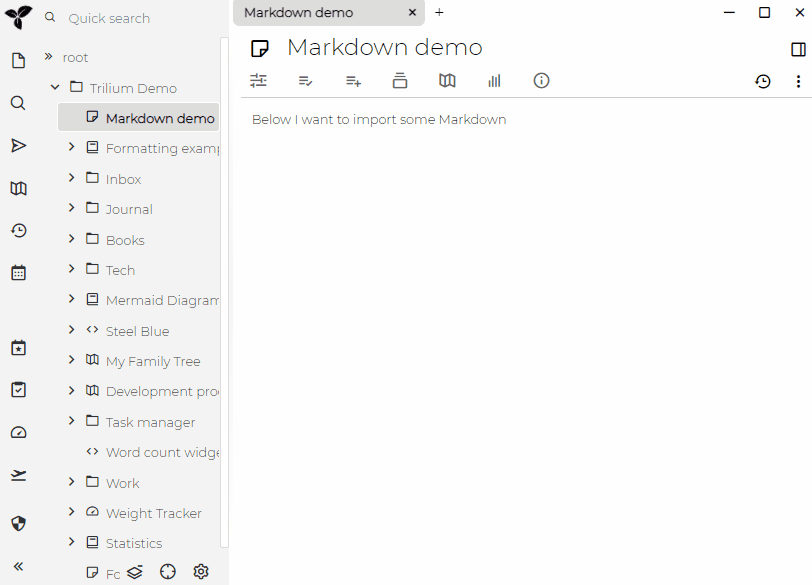 Markdown demo
Quick search
Markdown demo
root
Trilium Demo
Markdown demo
Below I want to import some Markdown
Formatting examp
Inbox
Journal
Books
Tech
Mermaid Diagram
Steel Blue
My Family Tree
Development pro
Task manager
Word count widge
Work
Weight Tracker
Statistics
Fo